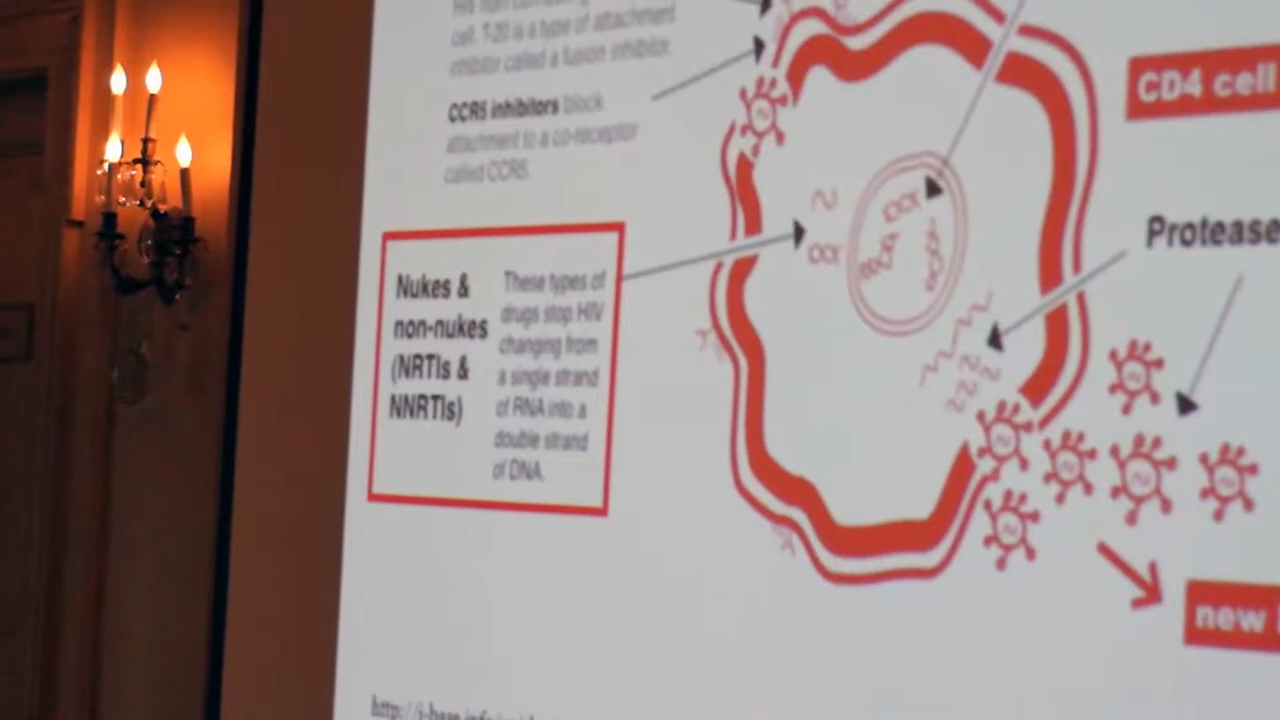 cell. T-20 is a type of attachment
inhibitor called a fusion inhibitor.
CCR5 inhibitors block
attachment to a co-receptor
called CCR5.
Nukes &
non-nukes
(NRTIs &
NNRTIs)
These types of
drugs stop HIV
changing from
a single strand
of RNA into a
double strand
of DNA.
CD4 cell
Protease
new